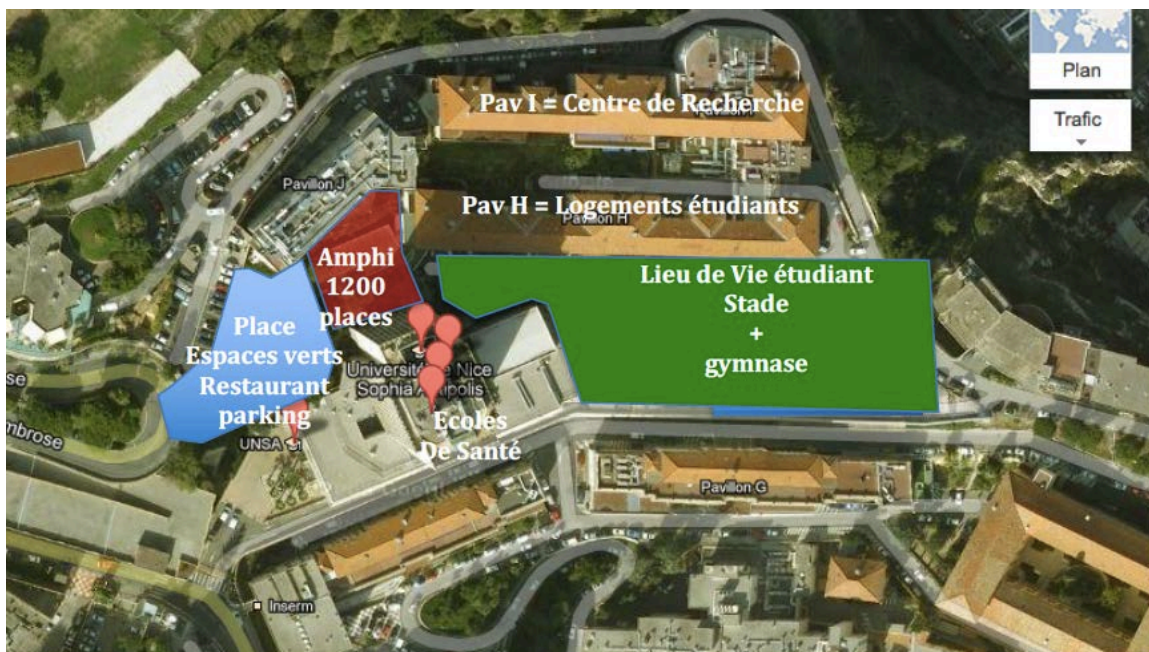 Plan
Trafic
Pav I = Centre de Recherche
Pavillon J
Pav H = Logements étudiants
Pavillon H
Amphi
1200
places
Lieu de Vie étudiant
Stade
+
gymnase
Place
Espaces verts
Restaurant
parking
Université de Nice
Sophia Antipolis
UNSA
Ecoles
De Santé
Pavillon G
Inserm